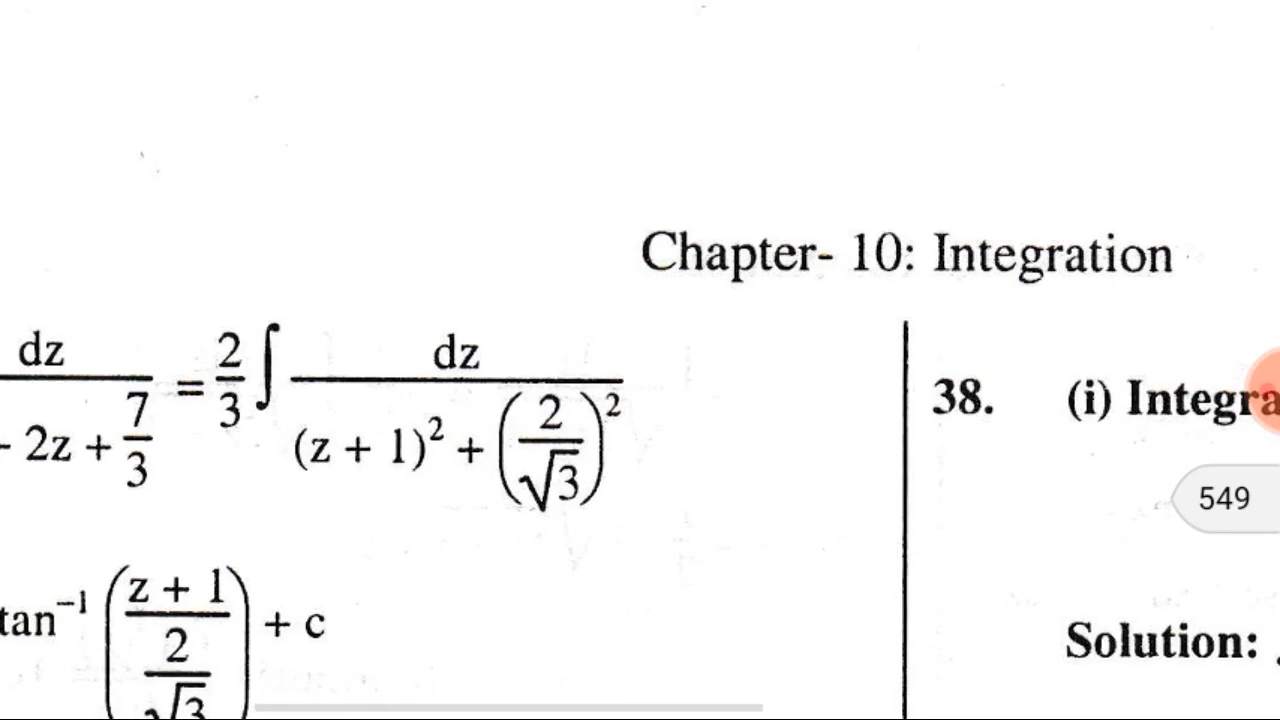 Chapter- 10: Integration
dz / - 2z + 7/3 = 2/3 ∫ dz / (z + 1)² + (2/√3)²
tan⁻¹ ((z + 1) / (2/√3)) + c
38. (i) Integra
549
Solution: